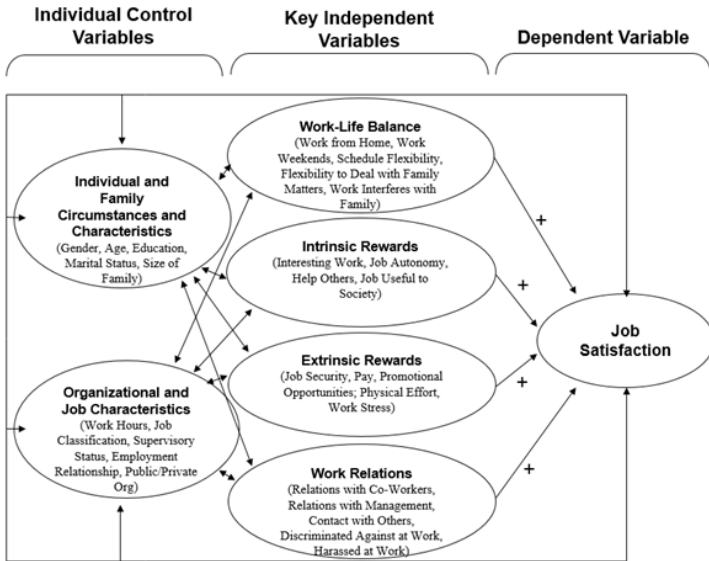 Individual Control
Variables
Key Independent
Variables
Dependent Variable
Work-Life Balance
(Work from Home, Work
Weekends, Schedule Flexibility,
Flexibility to Deal with Family
Matters, Work Interferes with
Family)
Individual and
Family
Circumstances and
Characteristics
(Gender, Age, Education,
Marital Status, Size of
Family)
+
Intrinsic Rewards
(Interesting Work, Job Autonomy,
Help Others, Job Useful to
Society)
+
Job
Satisfaction
Extrinsic Rewards
(Job Security, Pay, Promotional
Opportunities; Physical Effort,
Work Stress)
+
Organizational and
Job Characteristics
(Work Hours, Job
Classification, Supervisory
Status, Employment
Relationship, Public/Private
Org)
Work Relations
(Relations with Co-Workers,
Relations with Management,
Contact with Others,
Discriminated Against at Work,
Harassed at Work)
+